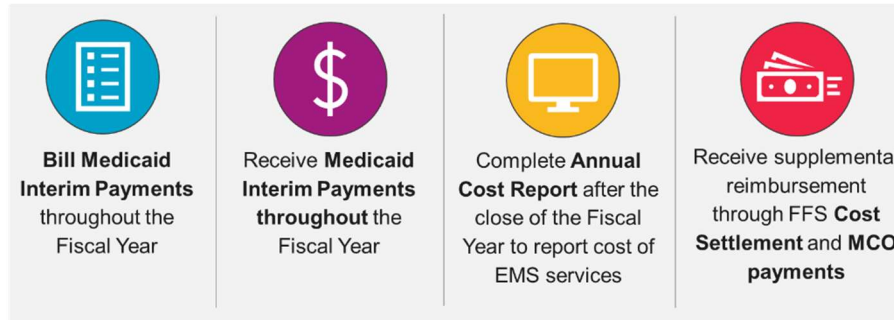 Bill Medicaid
Interim Payments
throughout the
Fiscal Year
Receive Medicaid
Interim Payments
throughout the
Fiscal Year
Complete Annual
Cost Report after the
close of the Fiscal
Year to report cost of
EMS services
Receive supplementa
reimbursement
through FFS Cost
Settlement and MCO
payments